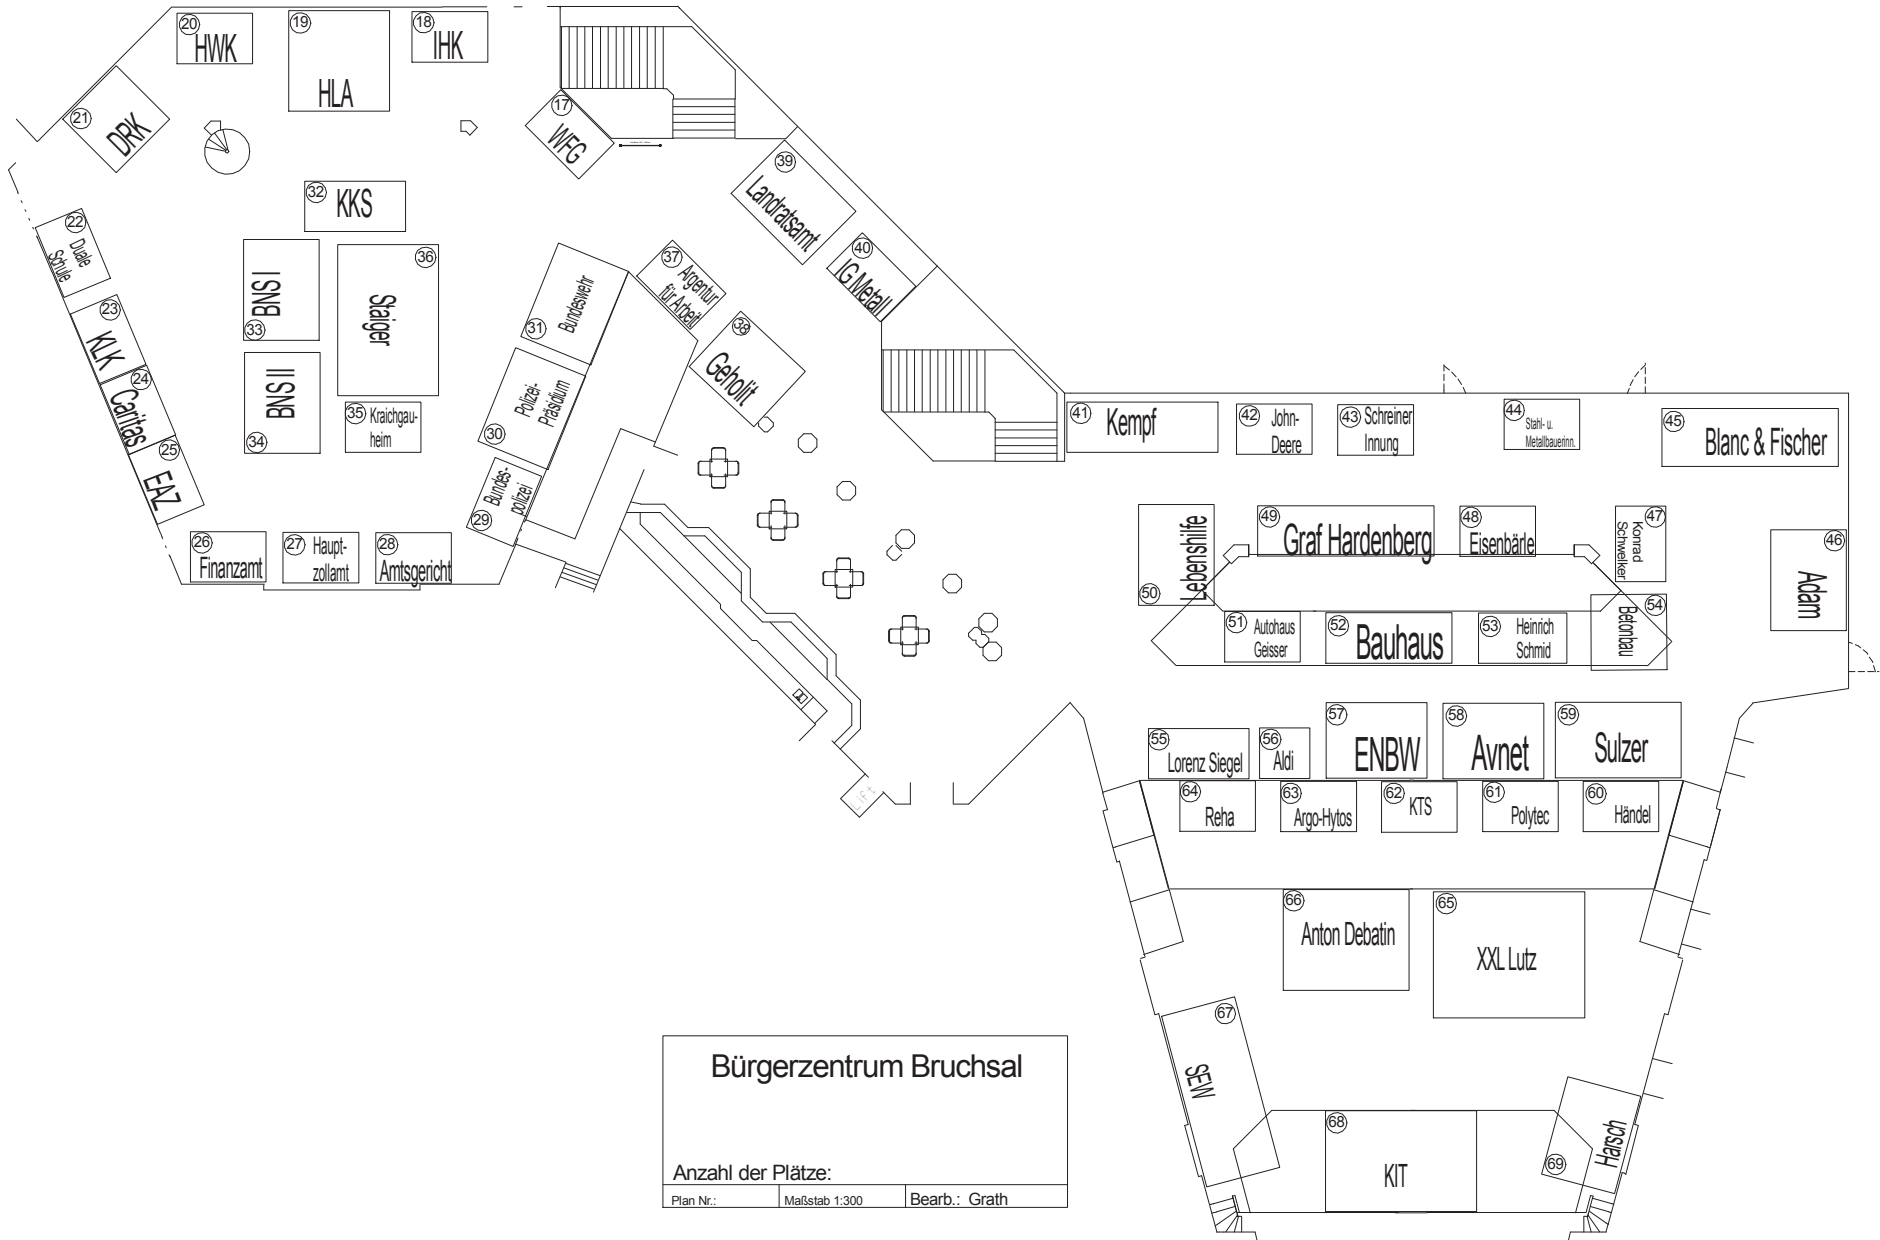 20
HWK
19
HLA
18
IHK
21
DRK
17
WFG
39
Landratsamt
32
KKS
22
Duale
Schule
40
IG Metall
33
BNS I
36
Staiger
31
Bundeswehr
37
Argentur
für Arbeit
38
Geholit
23
KLK
24
Caritas
25
EAZ
34
BNS II
35
Kraichgau-
heim
30
Polizei-
Präsidium
29
Bundes-
polizei
26
Finanzamt
27
Haupt-
zollamt
28
Amtsgericht
41
Kempf
42
John-
Deere
43
Schreiner
Innung
44
Stahl- u.
Metallbauerinn.
45
Blanc & Fischer
50
Lebenshilfe
49
Graf Hardenberg
48
Eisenbärle
47
Konrad
Schweiker
46
Adam
51
Autohaus
Geisser
52
Bauhaus
53
Heinrich
Schmid
54
Betonbau
55
Lorenz Siegel
56
Aldi
57
ENBW
58
Avnet
59
Sulzer
64
Reha
63
Argo-Hytos
62
KTS
61
Polytec
60
Händel
Lift
66
Anton Debatin
65
XXL Lutz
67
SEW
68
KIT
69
Harsch
Bürgerzentrum Bruchsal
Anzahl der Plätze:
Plan Nr.:
Maßstab 1:300
Bearb.: Grath